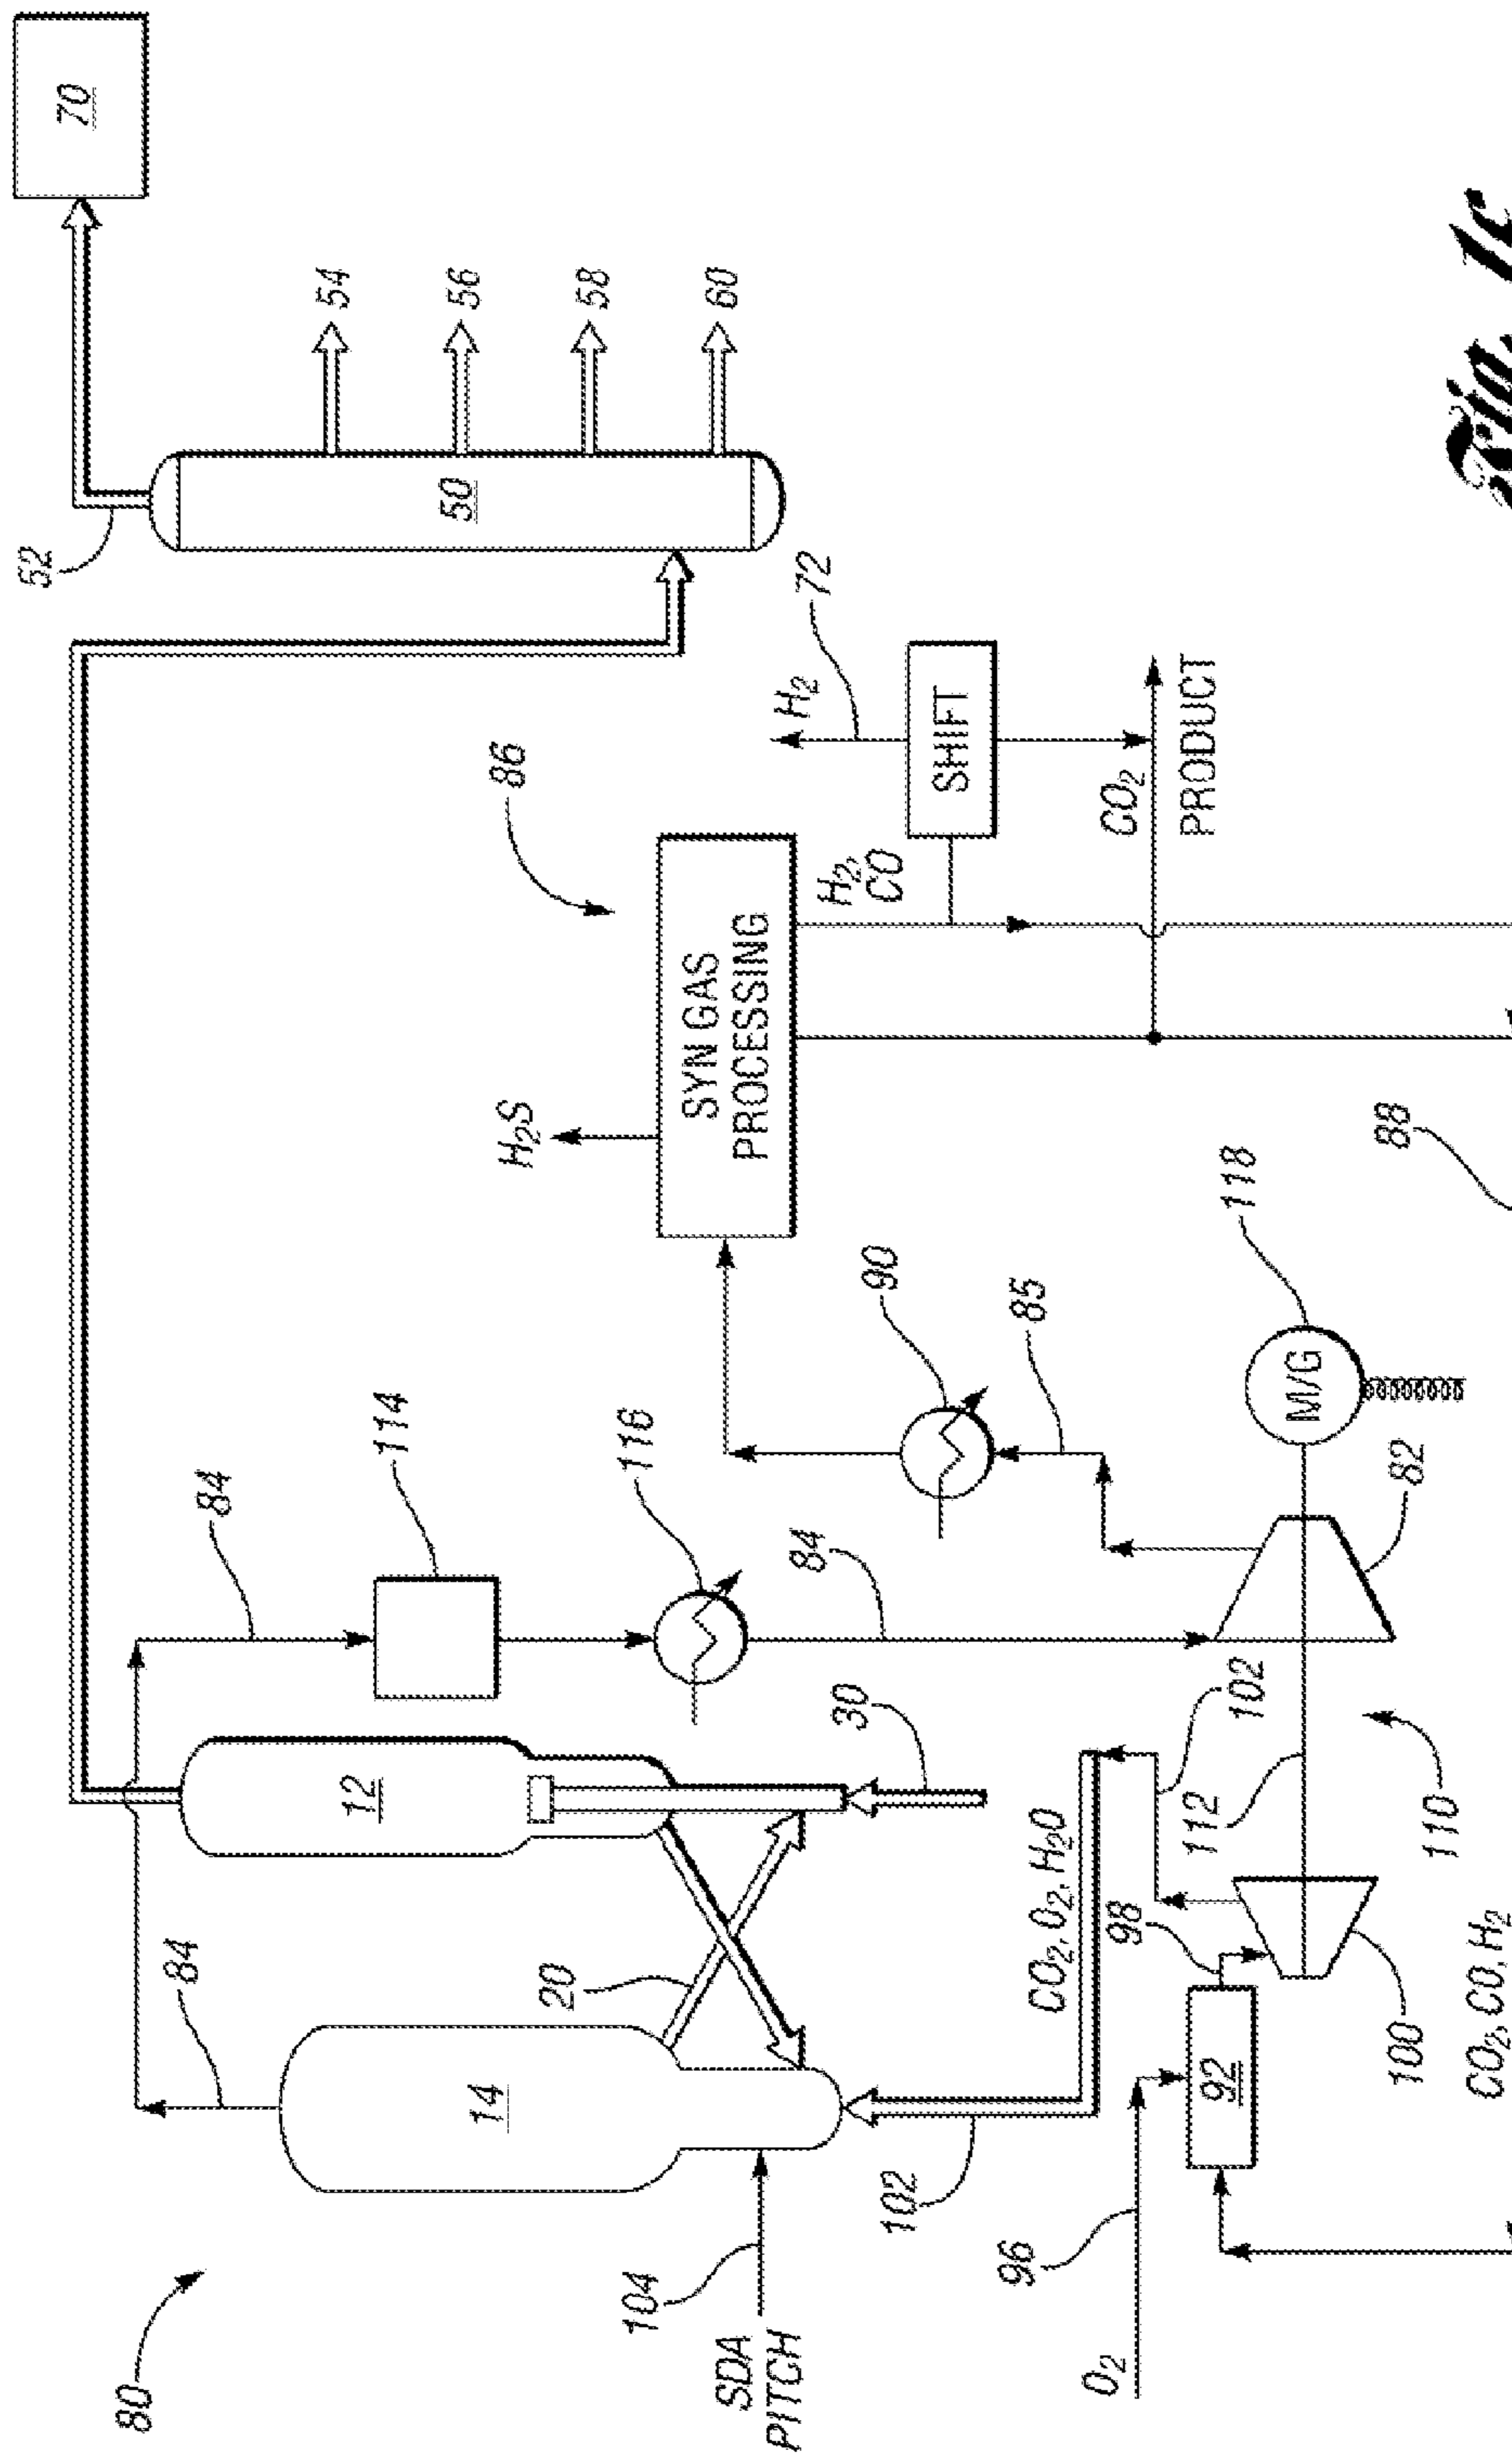 80
84
84
114
116
84
12
14
20
30
104
SDA
PITCH
102
CO2, O2, H2O
102
96
O2
92
98
100
112
110
82
M/G
118
85
90
CO2, CO, H2
88
H2S
SYN GAS
PROCESSING
86
H2,
CO
SHIFT
H2
72
CO2
PRODUCT
52
50
54
56
58
60
70
Fig. 1c